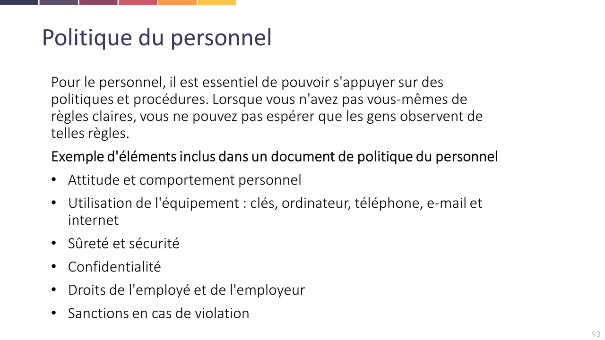 Politique du personnel
Pour le personnel, il est essentiel de pouvoir s'appuyer sur des
politiques et procédures. Lorsque vous n'avez pas vous-mêmes de
règles claires, vous ne pouvez pas espérer que les gens observent de
telles règles.
Exemple d'éléments inclus dans un document de politique du personnel
• Attitude et comportement personnel
• Utilisation de l'équipement : clés, ordinateur, téléphone, e-mail et
internet
• Sûreté et sécurité
• Confidentialité
• Droits de l'employé et de l'employeur
• Sanctions en cas de violation
93